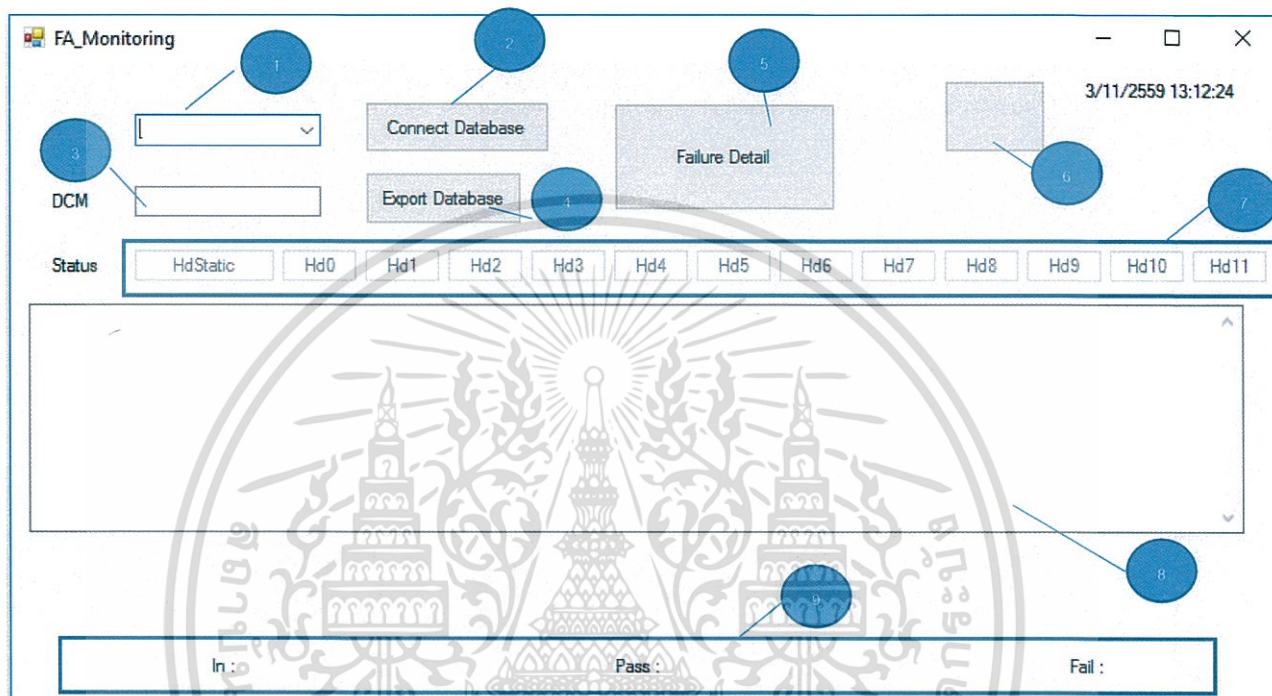 FA_Monitoring
1
2
5
3/11/2559 13:12:24
Connect Database
Failure Detail
3
6
DCM
Export Database
4
7
Status HdStatic Hd0 Hd1 Hd2 Hd3 Hd4 Hd5 Hd6 Hd7 Hd8 Hd9 Hd10 Hd11
8
9
In : Pass : Fail :